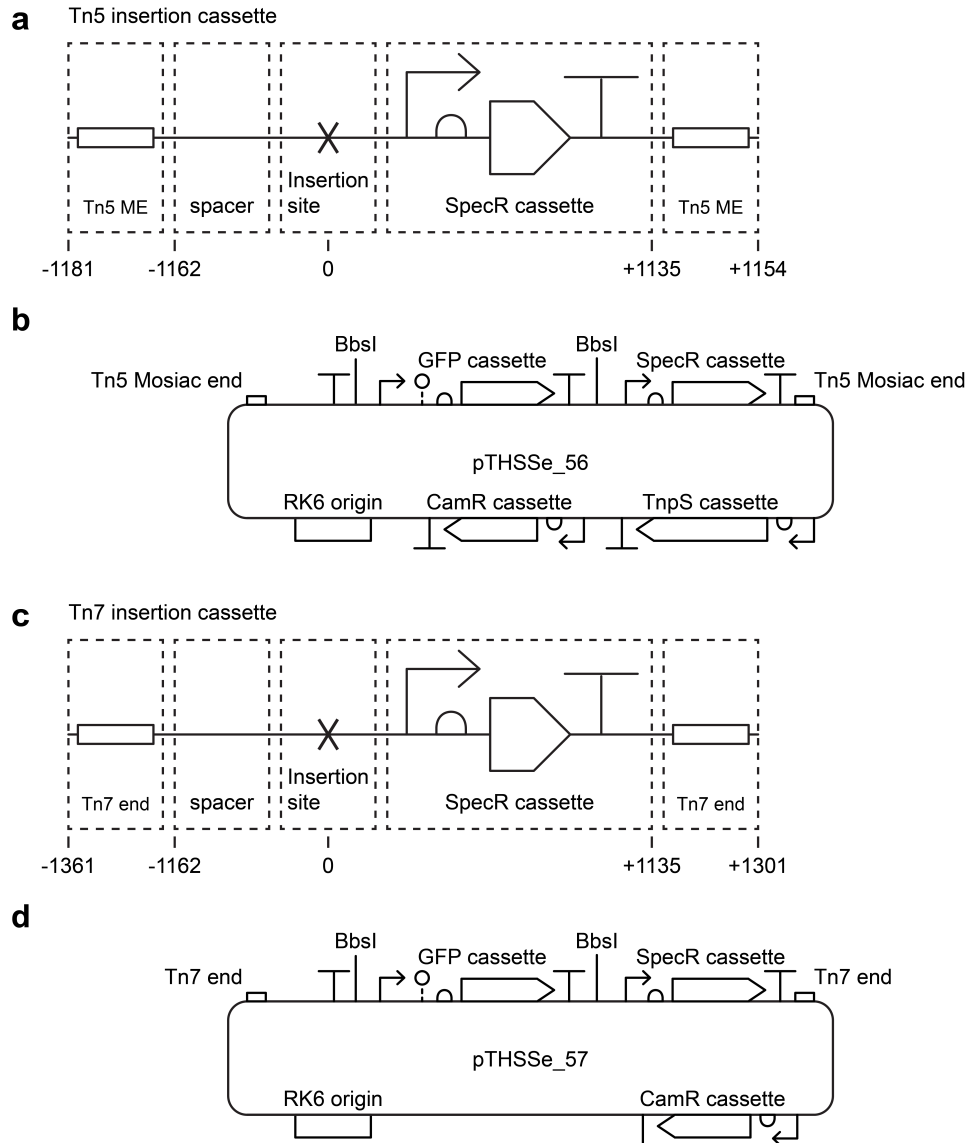 a
Tn5 insertion cassette
Tn5 ME
spacer
Insertion
site
SpecR cassette
Tn5 ME
-1181
-1162
0
+1135
+1154
b
BbsI
BbsI
GFP cassette
SpecR cassette
Tn5 Mosiac end
Tn5 Mosiac end
pTHSSe_56
RK6 origin
CamR cassette
TnpS cassette
c
Tn7 insertion cassette
Tn7 end
spacer
Insertion
site
SpecR cassette
Tn7 end
-1361
-1162
0
+1135
+1301
d
BbsI
BbsI
GFP cassette
SpecR cassette
Tn7 end
Tn7 end
pTHSSe_57
RK6 origin
CamR cassette